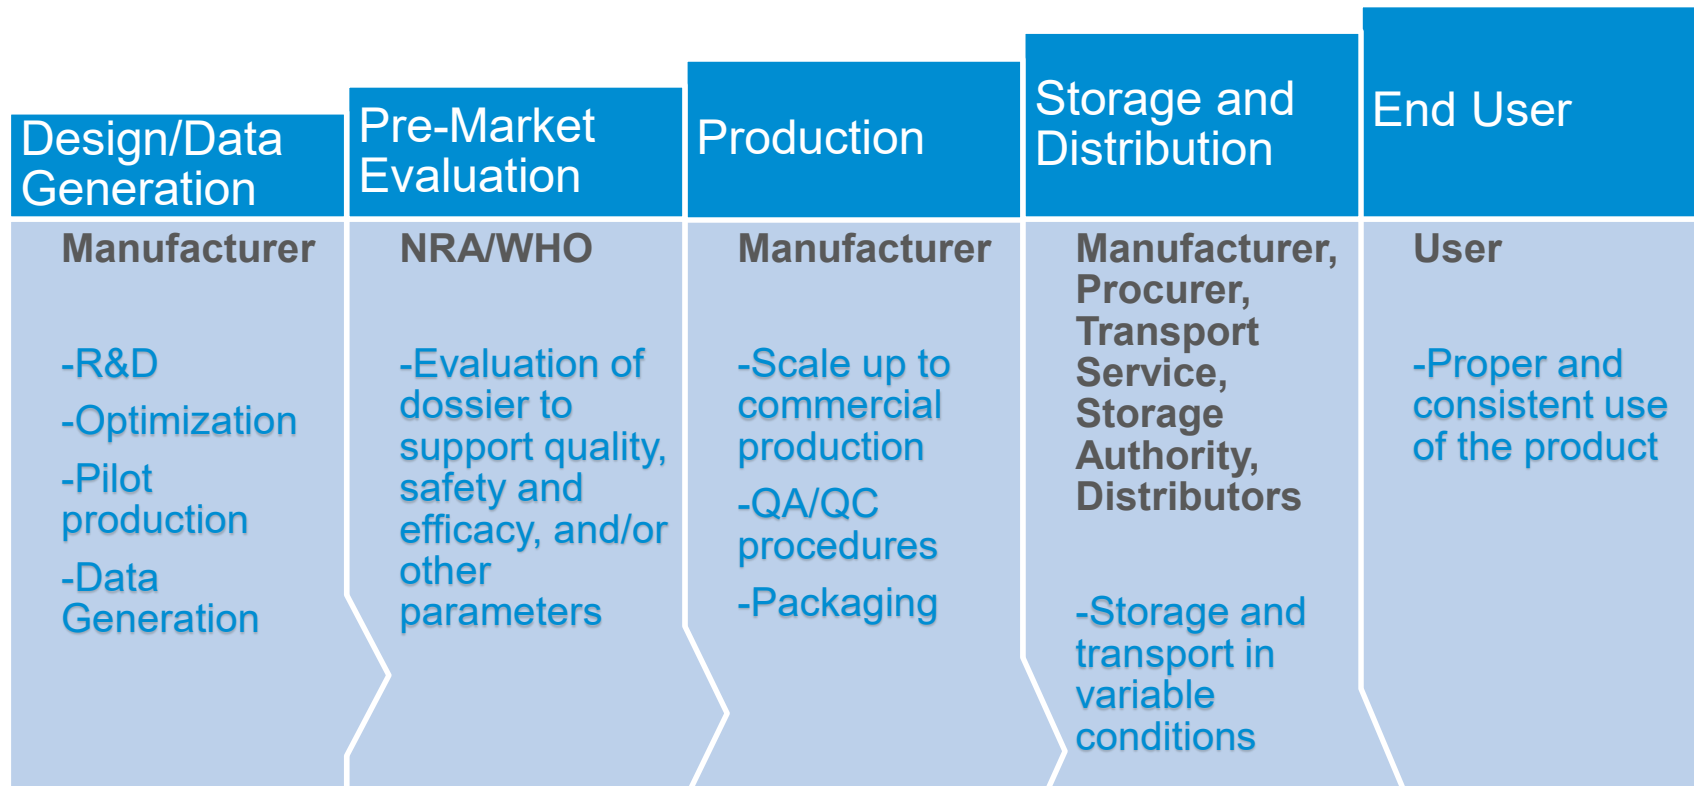 Design/Data
Generation
Manufacturer
-R&D
-Optimization
-Pilot
production
-Data
Generation
Pre-Market
Evaluation
NRA/WHO
-Evaluation of
dossier to
support quality,
safety and
efficacy, and/or
other
parameters
Production
Manufacturer
-Scale up to
commercial
production
-QA/QC
procedures
-Packaging
Storage and
Distribution
Manufacturer,
Procurer,
Transport
Service,
Storage
Authority,
Distributors
-Storage and
transport in
variable
conditions
End User
User
-Proper and
consistent use
of the product